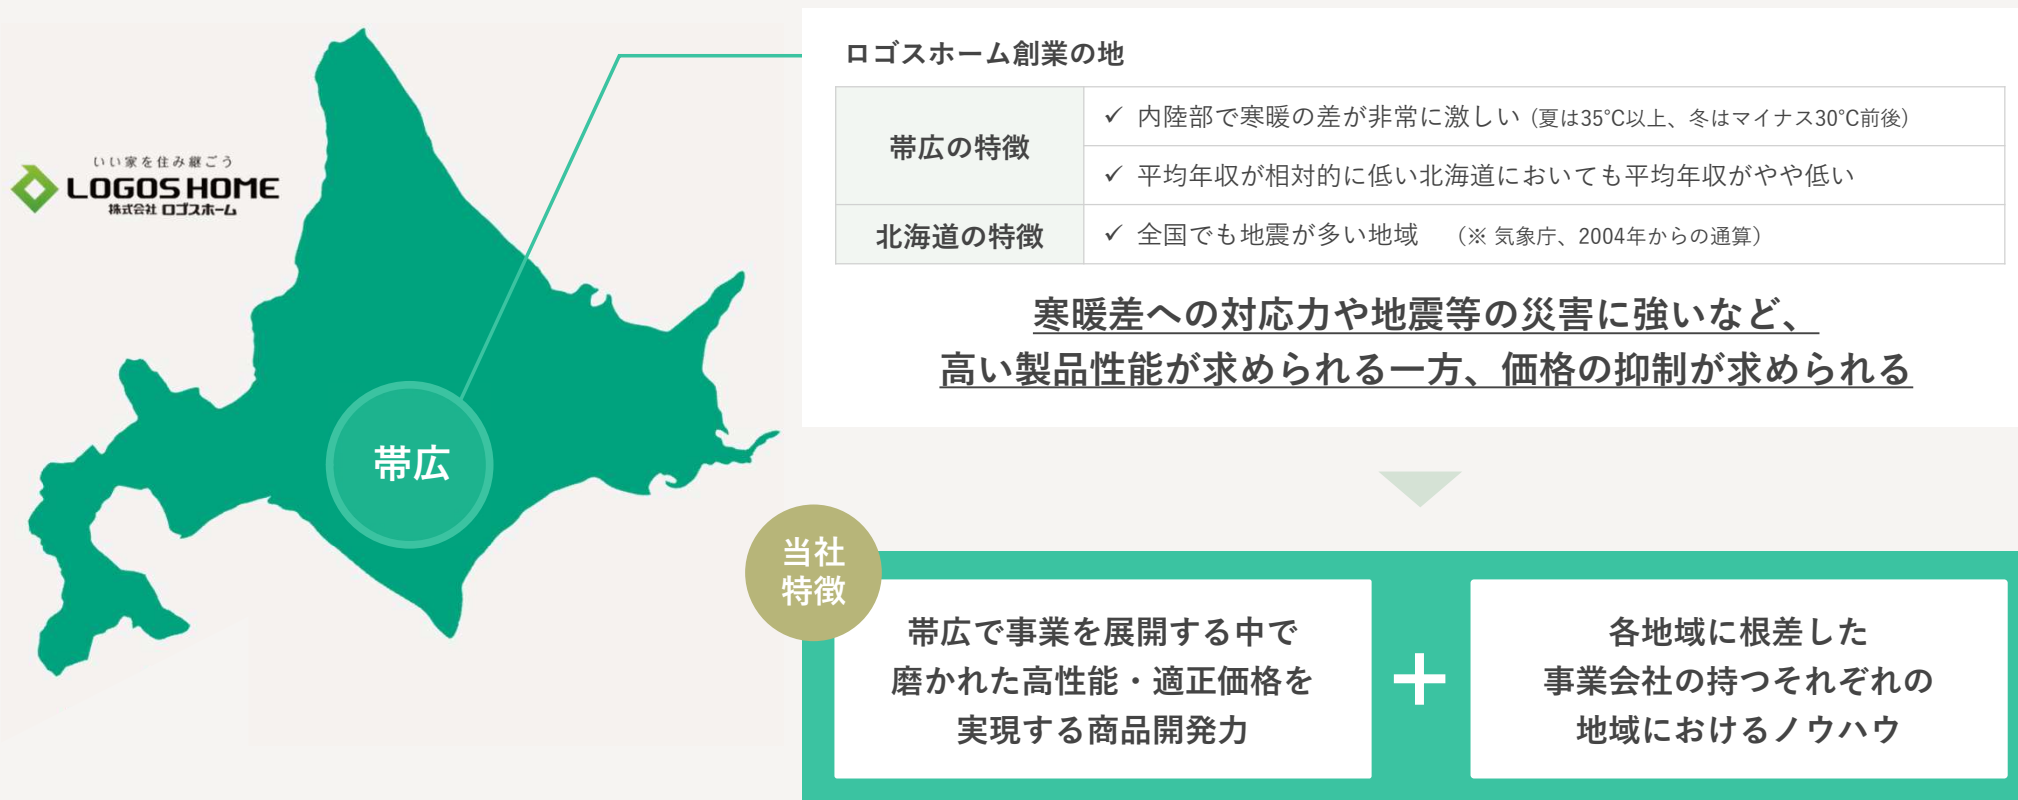 いい家を住み継ごう
LOGOS HOME
株式会社 ロゴスホーム
帯広
ロゴスホーム創業の地
帯広の特徴
✓ 内陸部で寒暖の差が非常に激しい (夏は35℃以上、冬はマイナス30℃前後)
✓ 平均年収が相対的に低い北海道においても平均年収がやや低い
北海道の特徴
✓ 全国でも地震が多い地域 (※ 気象庁、2004年からの通算)
寒暖差への対応力や地震等の災害に強いなど、
高い製品性能が求められる一方、価格の抑制が求められる
当社
特徴
帯広で事業を展開する中で
磨かれた高性能・適正価格を
実現する商品開発力
+
各地域に根差した
事業会社の持つそれぞれの
地域におけるノウハウ